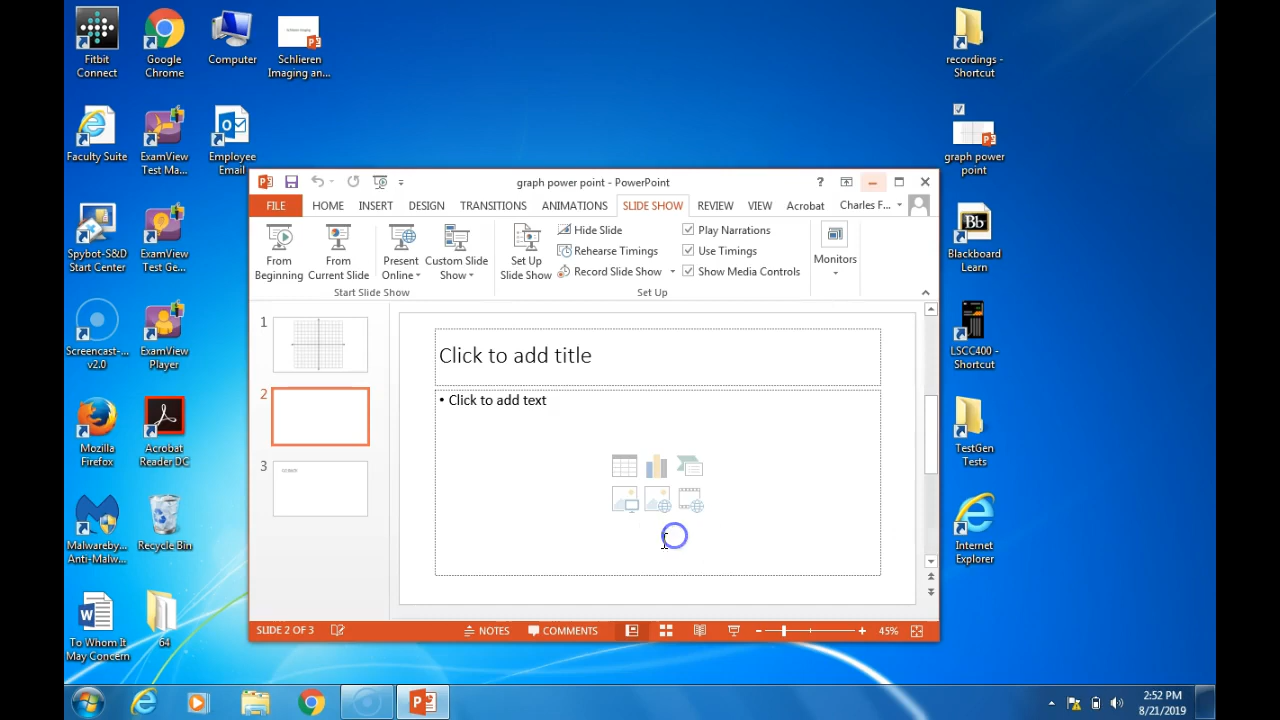 Fitbit
Connect
Google
Chrome
Computer
Schlieren
Imaging an...
recordings -
Shortcut
Faculty Suite
ExamView
Test Ma...
Employee
Email
graph power
point
Spybot-S&D
Start Center
ExamView
Test Ge...
Blackboard
Learn
Screencast-...
v2.0
ExamView
Player
LSCC400 -
Shortcut
Mozilla
Firefox
Acrobat
Reader DC
TestGen
Tests
Malwareby...
Anti-Malw...
Recycle Bin
Internet
Explorer
To Whom It
May Concern
64
graph power point - PowerPoint
FILE HOME INSERT DESIGN TRANSITIONS ANIMATIONS SLIDE SHOW REVIEW VIEW Acrobat Charles F...
From
Beginning
From
Current Slide
Present
Online
Custom Slide
Show
Start Slide Show
Set Up
Slide Show
Hide Slide
Rehearse Timings
Record Slide Show
Play Narrations
Use Timings
Show Media Controls
Set Up
Monitors
1
2
3
Click to add title
• Click to add text
SLIDE 2 OF 3 NOTES COMMENTS 45%
2:52 PM
8/21/2019